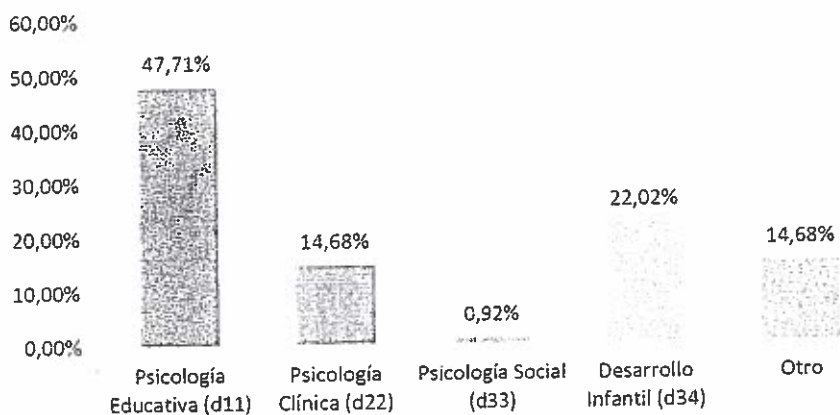 60,00%
50,00%
40,00%
30,00%
20,00%
10,00%
0,00%
47,71%
14,68%
0,92%
22,02%
14,68%
Psicología
Educativa (d11)
Psicología
Clínica (d22)
Psicología Social
(d33)
Desarrollo
Infantil (d34)
Otro